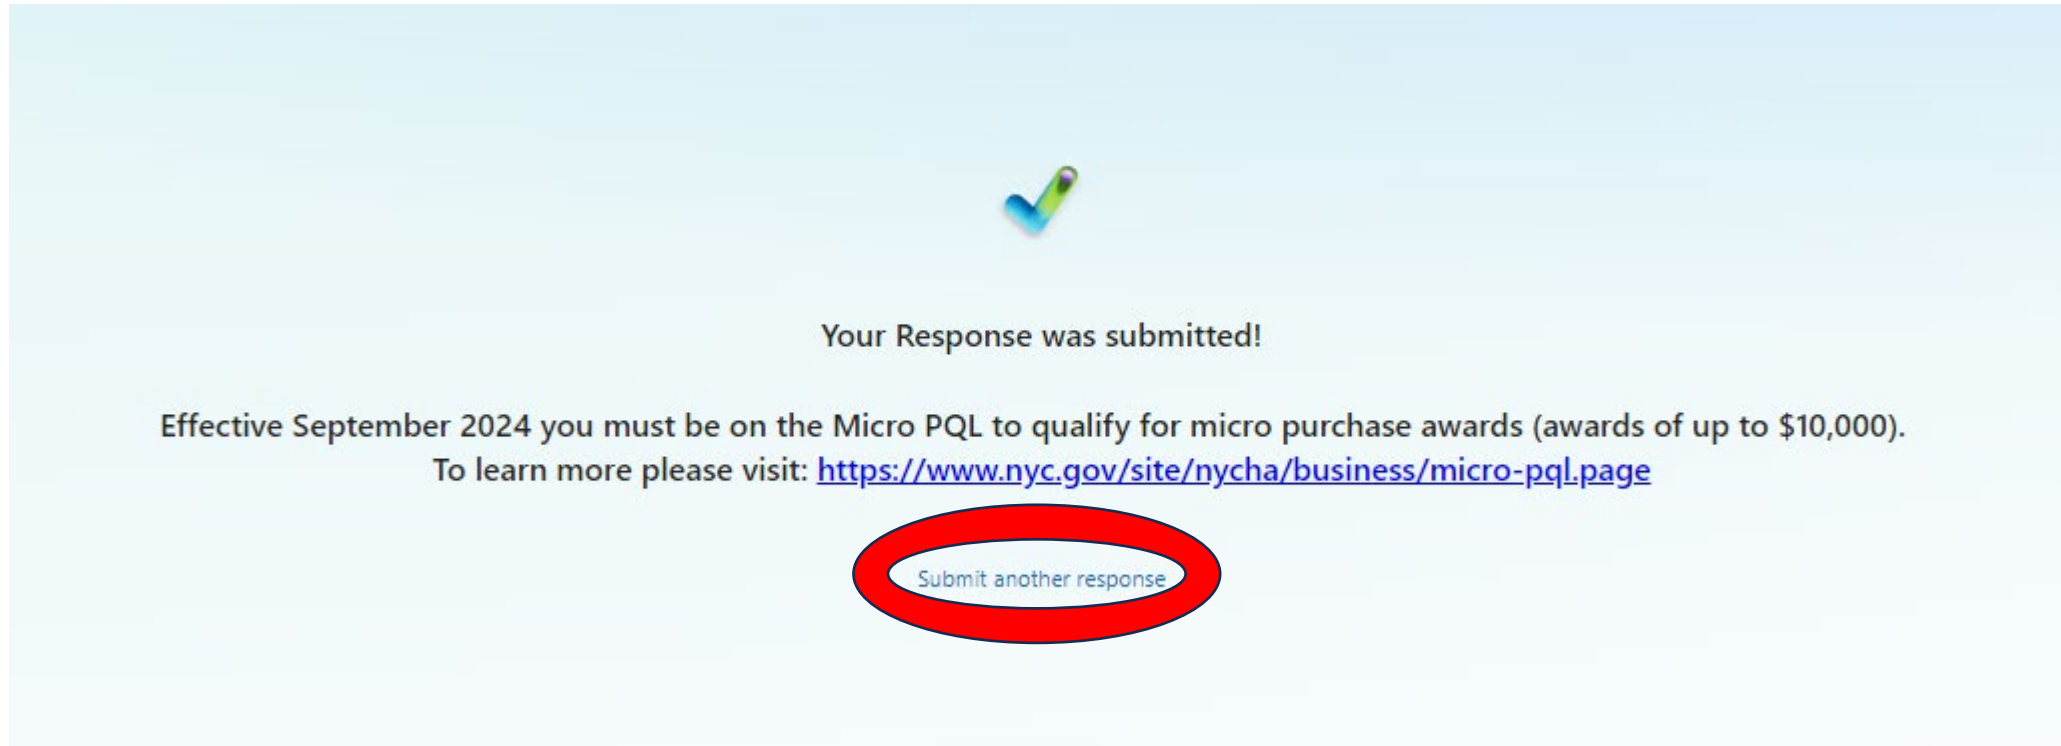 Your Response was submitted!
Effective September 2024 you must be on the Micro PQL to qualify for micro purchase awards (awards of up to $10,000).
To learn more please visit: https://www.nyc.gov/site/nycha/business/micro-pql.page
Submit another response